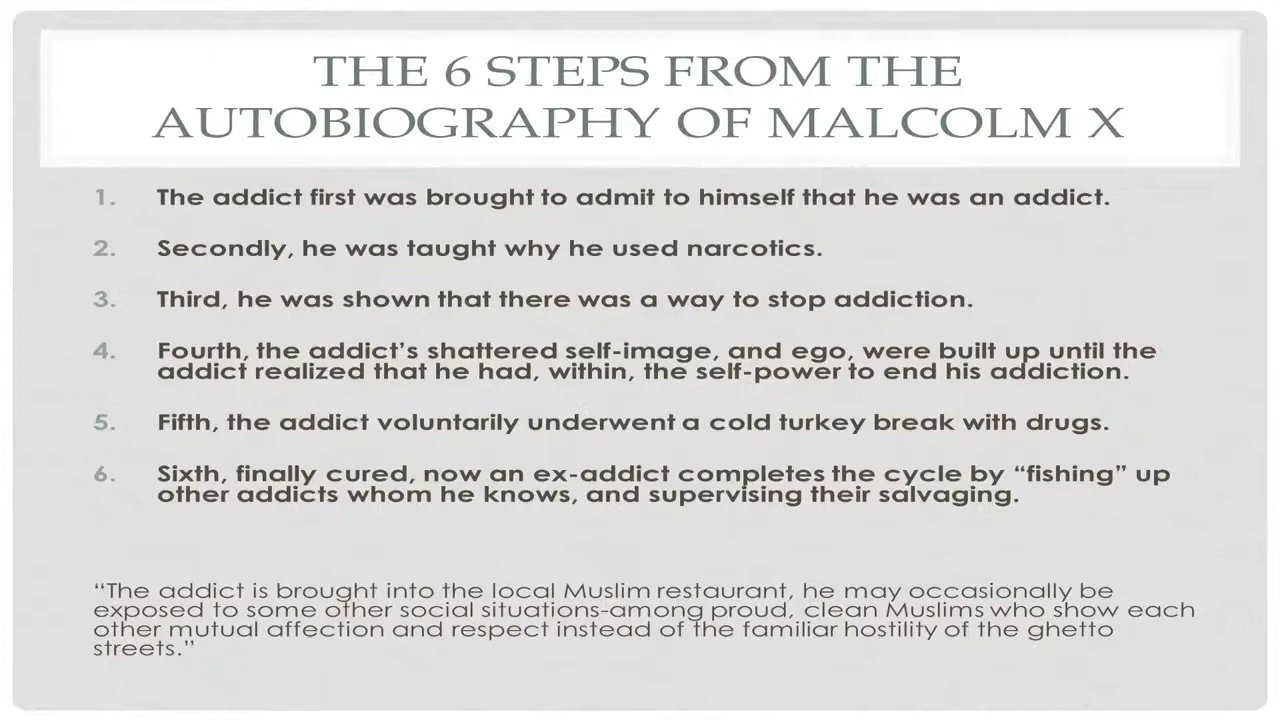 THE 6 STEPS FROM THE
AUTOBIOGRAPHY OF MALCOLM X
1. The addict first was brought to admit to himself that he was an addict.
2. Secondly, he was taught why he used narcotics.
3. Third, he was shown that there was a way to stop addiction.
4. Fourth, the addict’s shattered self-image, and ego, were built up until the
addict realized that he had, within, the self-power to end his addiction.
5. Fifth, the addict voluntarily underwent a cold turkey break with drugs.
6. Sixth, finally cured, now an ex-addict completes the cycle by “fishing” up
other addicts whom he knows, and supervising their salvaging.
“The addict is brought into the local Muslim restaurant, he may occasionally be
exposed to some other social situations-among proud, clean Muslims who show each
other mutual affection and respect instead of the familiar hostility of the ghetto
streets.”